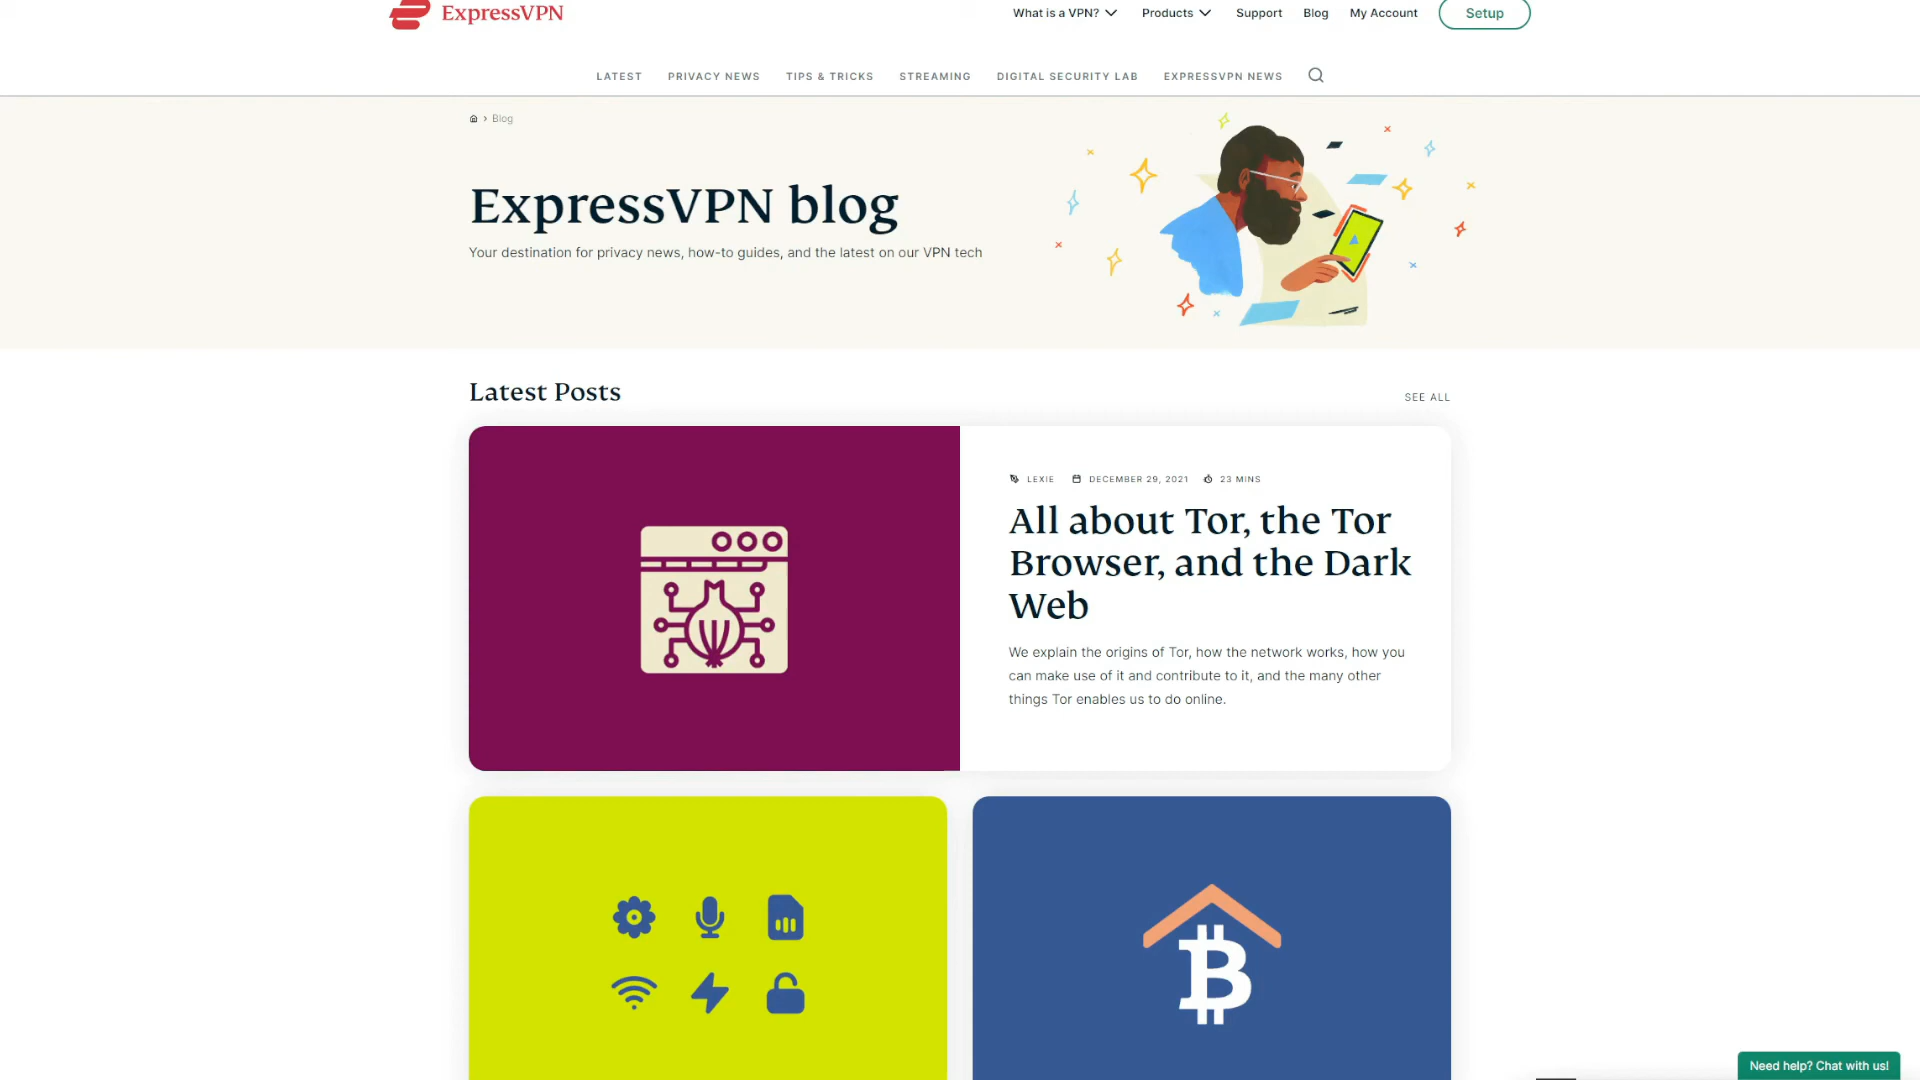 ExpressVPN
What is a VPN? Products Support Blog My Account Setup
LATEST PRIVACY NEWS TIPS & TRICKS STREAMING DIGITAL SECURITY LAB EXPRESSVPN NEWS
Blog
ExpressVPN blog
Your destination for privacy news, how-to guides, and the latest on our VPN tech
Latest Posts
SEE ALL
LEXIE DECEMBER 29, 2021 23 MINS
All about Tor, the Tor
Browser, and the Dark
Web
We explain the origins of Tor, how the network works, how you
can make use of it and contribute to it, and the many other
things Tor enables us to do online.
Need help? Chat with us!